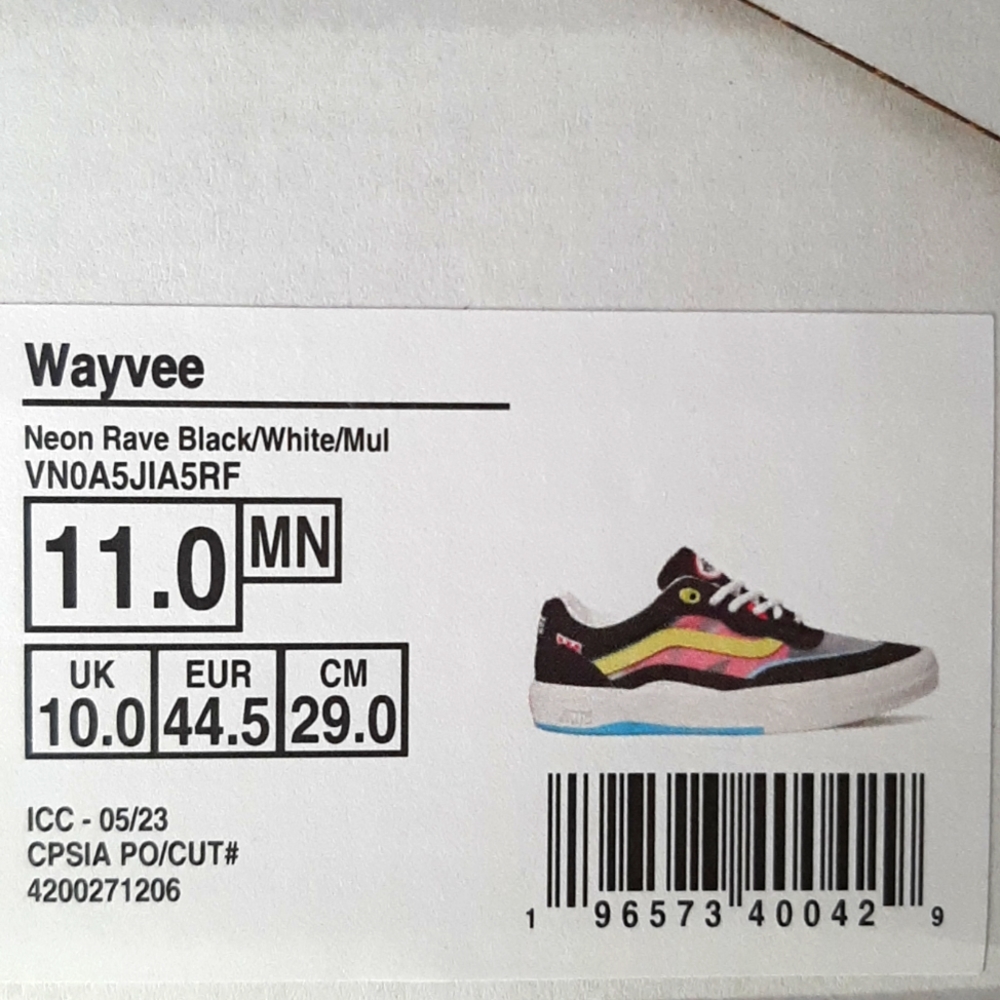 Wayvee
Neon Rave Black/White/Mul
VN0A5JIA5RF
11.0 MN
UK EUR CM
10.0 44.5 29.0
ICC - 05/23
CPSIA PO/CUT#
4200271206
1 96573 40042 9